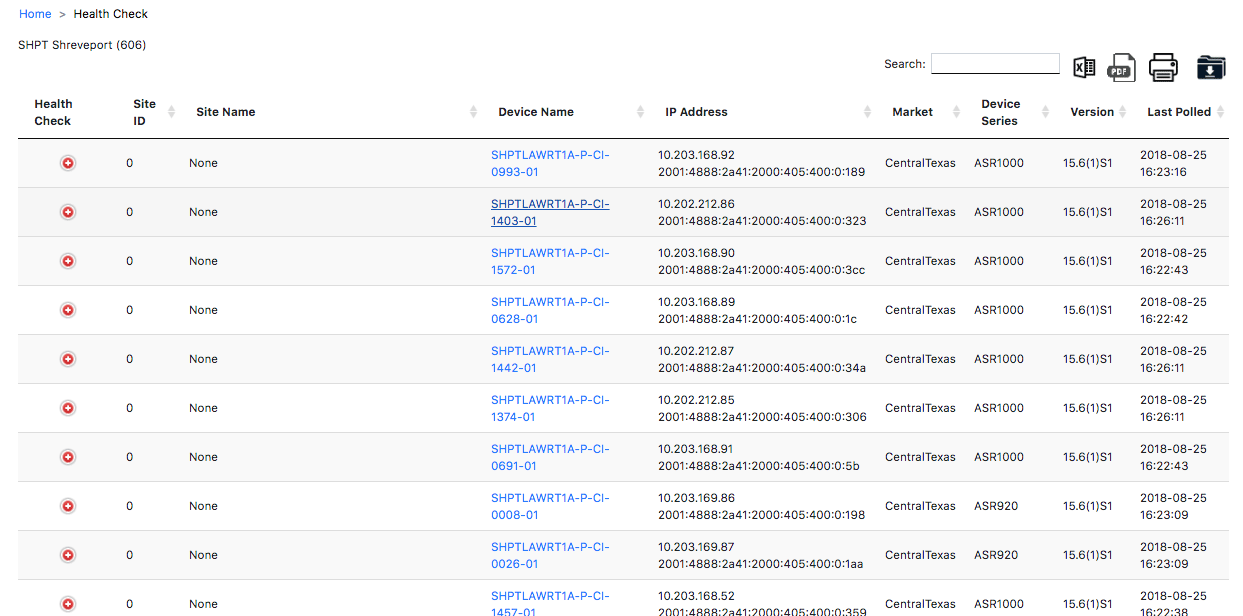 Home > Health Check
SHPT Shreveport (606)
Search:
PDF
Health Check Site ID Site Name Device Name IP Address Market Device Series Version Last Polled
0 None SHPTLAWRT1A-P-CI- 10.203.168.92 CentralTexas ASR1000 15.6(1)S1 2018-08-25
0993-01 2001:4888:2a41:2000:405:400:0:189 16:23:16
0 None SHPTLAWRT1A-P-CI- 10.202.212.86 CentralTexas ASR1000 15.6(1)S1 2018-08-25
1403-01 2001:4888:2a41:2000:405:400:0:323 16:26:11
0 None SHPTLAWRT1A-P-CI- 10.203.168.90 CentralTexas ASR1000 15.6(1)S1 2018-08-25
1572-01 2001:4888:2a41:2000:405:400:0:3cc 16:22:43
0 None SHPTLAWRT1A-P-CI- 10.203.168.89 CentralTexas ASR1000 15.6(1)S1 2018-08-25
0628-01 2001:4888:2a41:2000:405:400:0:1c 16:22:42
0 None SHPTLAWRT1A-P-CI- 10.202.212.87 CentralTexas ASR1000 15.6(1)S1 2018-08-25
1442-01 2001:4888:2a41:2000:405:400:0:34a 16:26:11
0 None SHPTLAWRT1A-P-CI- 10.202.212.85 CentralTexas ASR1000 15.6(1)S1 2018-08-25
1374-01 2001:4888:2a41:2000:405:400:0:306 16:26:11
0 None SHPTLAWRT1A-P-CI- 10.203.168.91 CentralTexas ASR1000 15.6(1)S1 2018-08-25
0691-01 2001:4888:2a41:2000:405:400:0:5b 16:22:43
0 None SHPTLAWRT1A-P-CI- 10.203.169.86 CentralTexas ASR920 15.6(1)S1 2018-08-25
0008-01 2001:4888:2a41:2000:405:400:0:198 16:23:09
0 None SHPTLAWRT1A-P-CI- 10.203.169.87 CentralTexas ASR920 15.6(1)S1 2018-08-25
0026-01 2001:4888:2a41:2000:405:400:0:1aa 16:23:09
0 None SHPTLAWRT1A-P-CI- 10.203.168.52 CentralTexas ASR1000 15.6(1)S1 2018-08-25
1457-01 2001:4888:2a41:2000:405:400:0:359 16:22:38